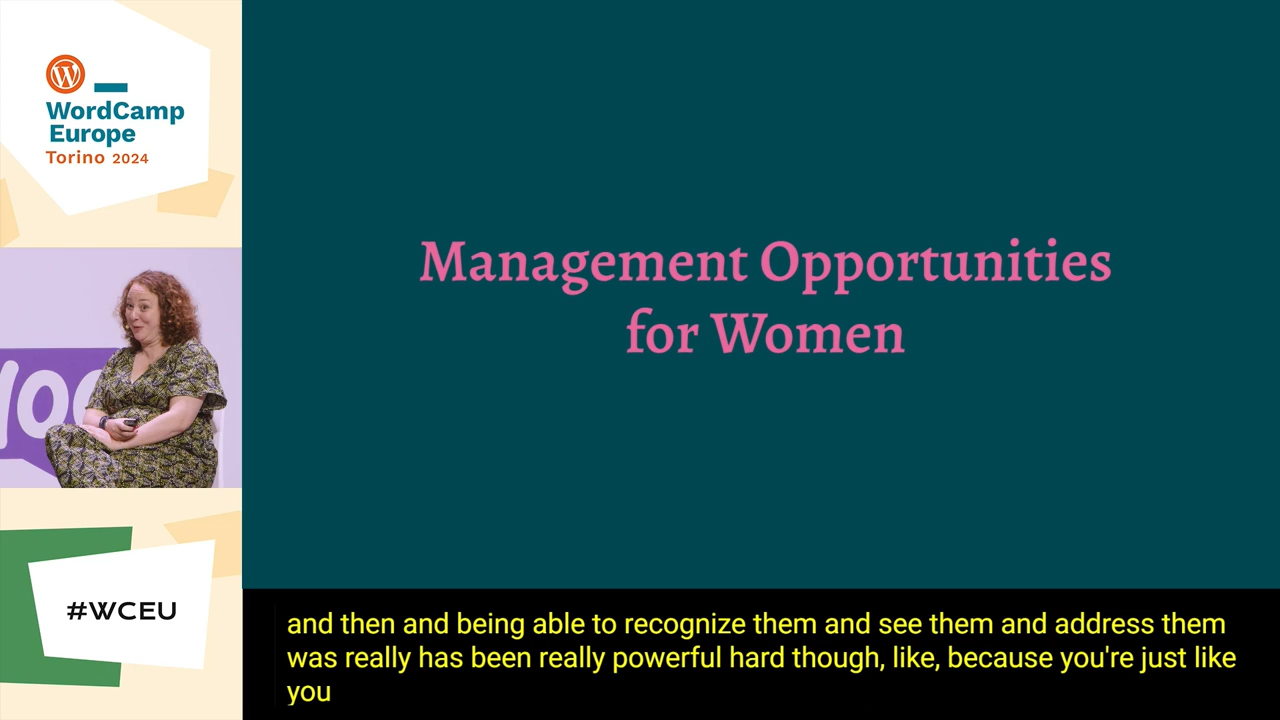 WordCamp
Europe
Torino 2024
Management Opportunities
for Women
#WCEU
and then and being able to recognize them and see them and address them
was really has been really powerful hard though, like, because you're just like
you